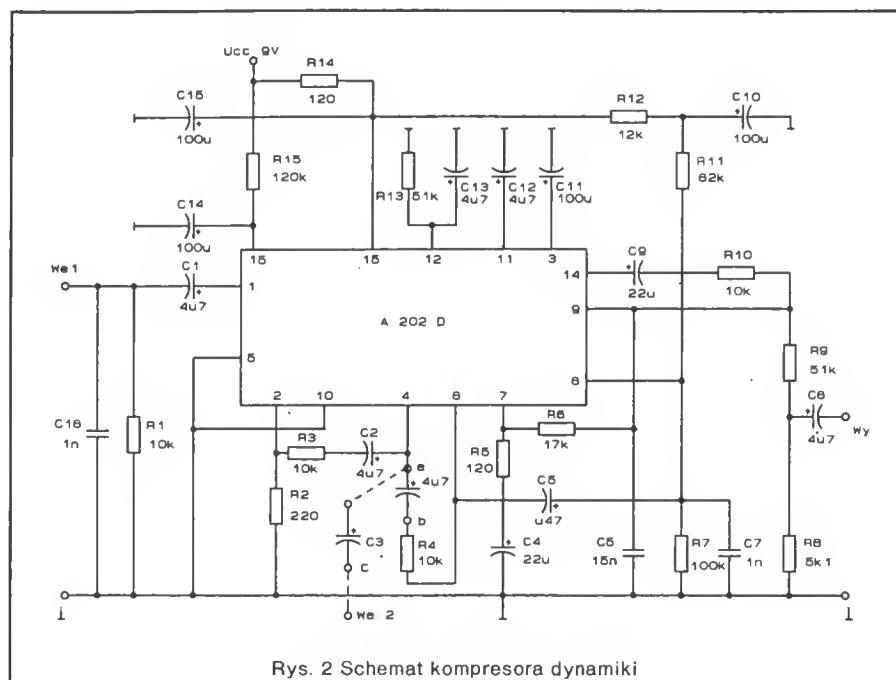 Ucc 9V
R14
120
C15
100u
R12
12k
C10
100u
R15
120k
R13 51k
C13
4u7
C12
4u7
C11
100u
R11
82k
C14
100u
We1
C1
4u7
15
15
12
11
3
1
14
C9
22u
R10
10k
9
A 202 D
5
R9
51k
C8
4u7
Wy
2
10
4
6
7
8
C16
1n
R1
10k
R3
10k
C2
4u7
a
4u7
R5
120
R6
17k
R2
220
C3
b
R4
10k
C5
u47
C4
22u
C6
15n
R7
100k
C7
1n
R8
5k1
c
We 2
Rys. 2 Schemat kompresora dynamiki